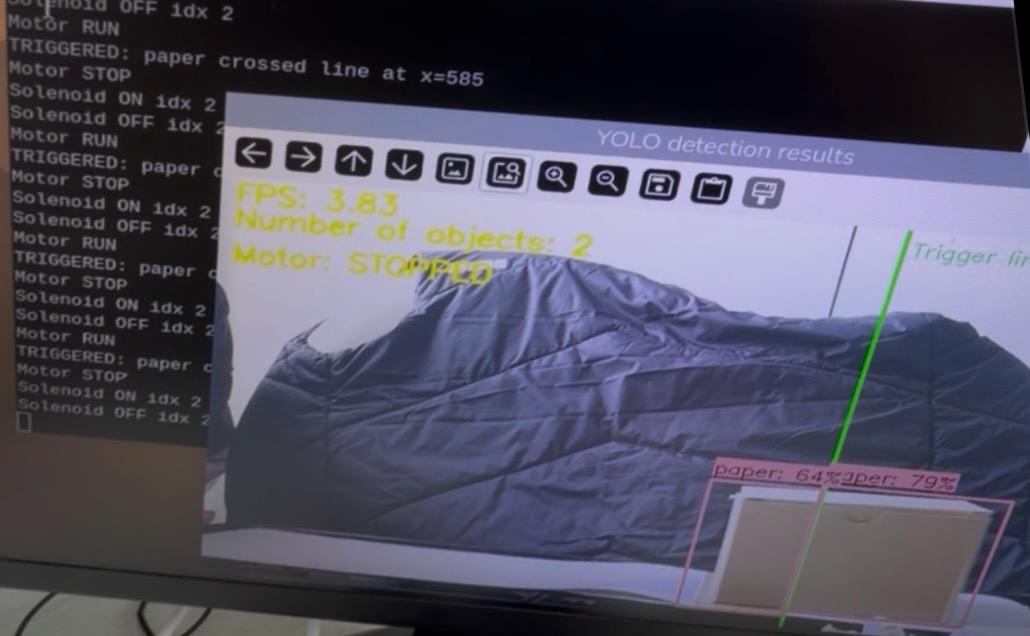 Solenoid OFF idx 2
Motor RUN
TRIGGERED: paper crossed line at x=585
Motor STOP
Solenoid ON idx 2
Solenoid OFF idx 2
Motor RUN
TRIGGERED: paper c
Motor STOP
Solenoid ON idx 2
Solenoid OFF idx 2
Motor RUN
TRIGGERED: paper c
Motor STOP
Solenoid ON idx 2
Solenoid OFF idx 2
Motor RUN
TRIGGERED: paper c
Motor STOP
Solenoid ON idx 2
Solenoid OFF idx 2
YOLO detection results
FPS: 3.83
Number of objects: 2
Motor: STOPPED
Trigger lin
paper: 64%
aper: 79%